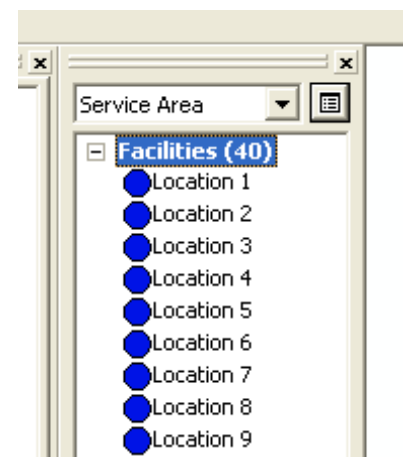 Service Area
Facilities (40)
Location 1
Location 2
Location 3
Location 4
Location 5
Location 6
Location 7
Location 8
Location 9